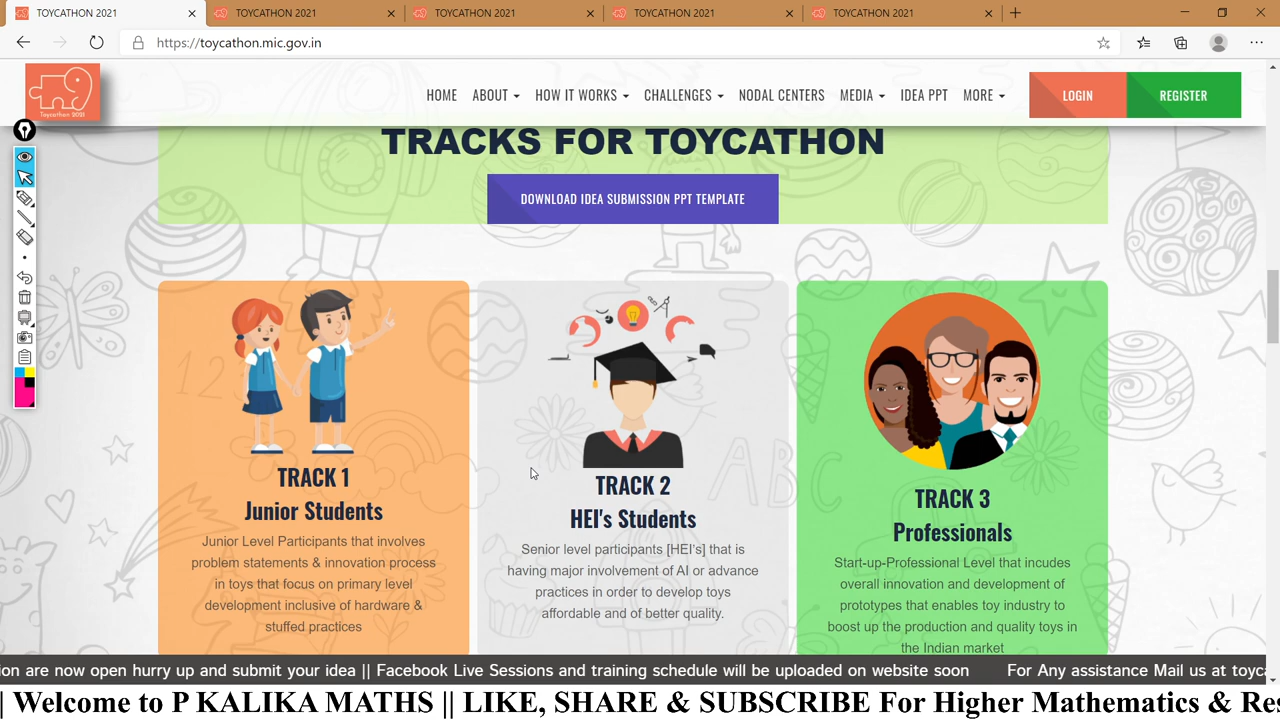 TOYCATHON 2021
TOYCATHON 2021
TOYCATHON 2021
TOYCATHON 2021
TOYCATHON 2021
https://toycathon.mic.gov.in
Toycathon 2021
HOME
ABOUT
HOW IT WORKS
CHALLENGES
NODAL CENTERS
MEDIA
IDEA PPT
MORE
LOGIN
REGISTER
TRACKS FOR TOYCATHON
DOWNLOAD IDEA SUBMISSION PPT TEMPLATE
TRACK 1
Junior Students
Junior Level Participants that involves
problem statements & innovation process
in toys that focus on primary level
development inclusive of hardware &
stuffed practices
TRACK 2
HEI's Students
Senior level participants [HEI's] that is
having major involvement of AI or advance
practices in order to develop toys
affordable and of better quality.
TRACK 3
Professionals
Start-up-Professional Level that incudes
overall innovation and development of
prototypes that enables toy industry to
boost up the production and quality toys in
the Indian market
ion are now open hurry up and submit your idea || Facebook Live Sessions and training schedule will be uploaded on website soon For Any assistance Mail us at toyc
| Welcome to P KALIKA MATHS || LIKE, SHARE & SUBSCRIBE For Higher Mathematics & Res